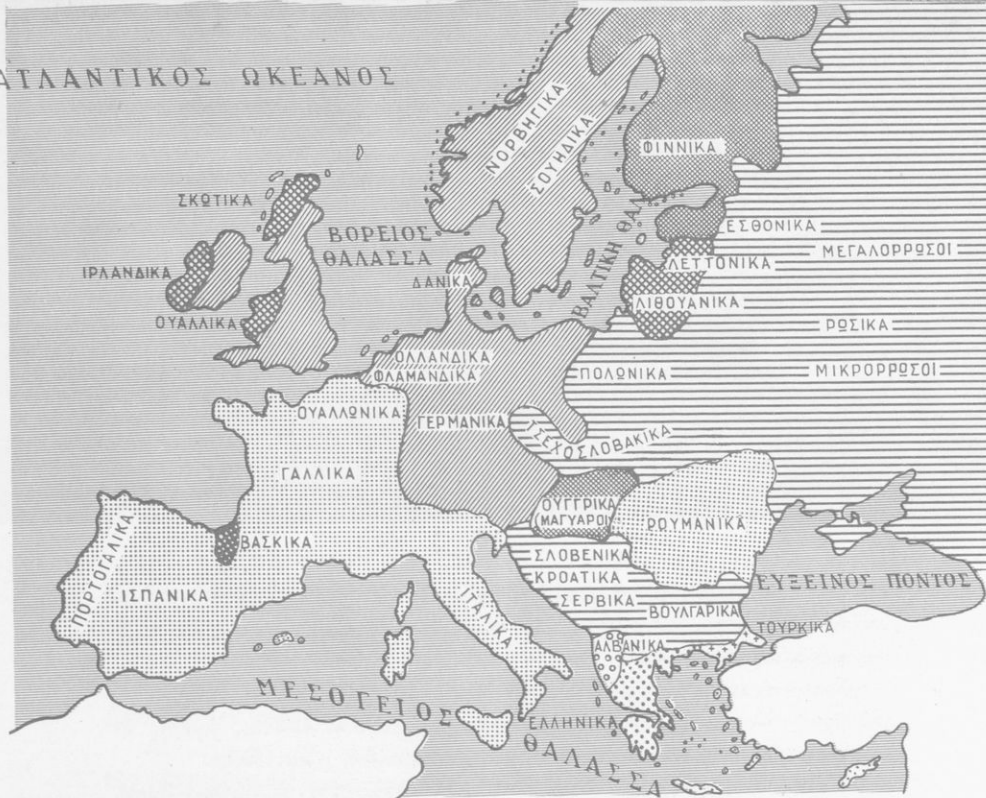 ΑΤΛΑΝΤΙΚΟΣ ΩΚΕΑΝΟΣ
ΝΟΡΒΗΓΙΚΑ
ΣΟΥΗΔΙΚΑ
ΦΙΝΝΙΚΑ
ΣΚΩΤΙΚΑ
ΒΟΡΕΙΟΣ
ΘΑΛΑΣΣΑ
ΒΑΛΤΙΚΗ ΘΑΛ
ΕΣΘΟΝΙΚΑ
ΜΕΓΑΛΟΡΡΩΣΟΙ
ΛΕΤΤΟΝΙΚΑ
ΙΡΛΑΝΔΙΚΑ
ΔΑΝΙΚΑ
ΛΙΘΟΥΑΝΙΚΑ
ΟΥΑΛΛΙΚΑ
ΡΩΣΙΚΑ
ΟΛΛΑΝΔΙΚΑ
ΦΛΑΜΑΝΔΙΚΑ
ΠΟΛΩΝΙΚΑ
ΜΙΚΡΟΡΡΩΣΟΙ
ΟΥΑΛΛΩΝΙΚΑ
ΓΕΡΜΑΝΙΚΑ
ΤΣΕΧΟΣΛΟΒΑΚΙΚΑ
ΓΑΛΛΙΚΑ
ΟΥΓΓΡΙΚΑ
(ΜΑΓΥΑΡΟΙ)
ΡΟΥΜΑΝΙΚΑ
ΒΑΣΚΙΚΑ
ΣΛΟΒΕΝΙΚΑ
ΚΡΟΑΤΙΚΑ
ΣΕΡΒΙΚΑ
ΒΟΥΛΓΑΡΙΚΑ
ΕΥΞΕΙΝΟΣ ΠΟΝΤΟΣ
ΠΟΡΤΟΓΑΛΙΚΑ
ΙΣΠΑΝΙΚΑ
ΙΤΑΛΙΚΑ
ΤΟΥΡΚΙΚΑ
ΑΛΒΑΝΙΚΑ
ΕΛΛΗΝΙΚΑ
ΜΕΣΟΓΕΙΟΣ
ΘΑΛΑΣΣΑ